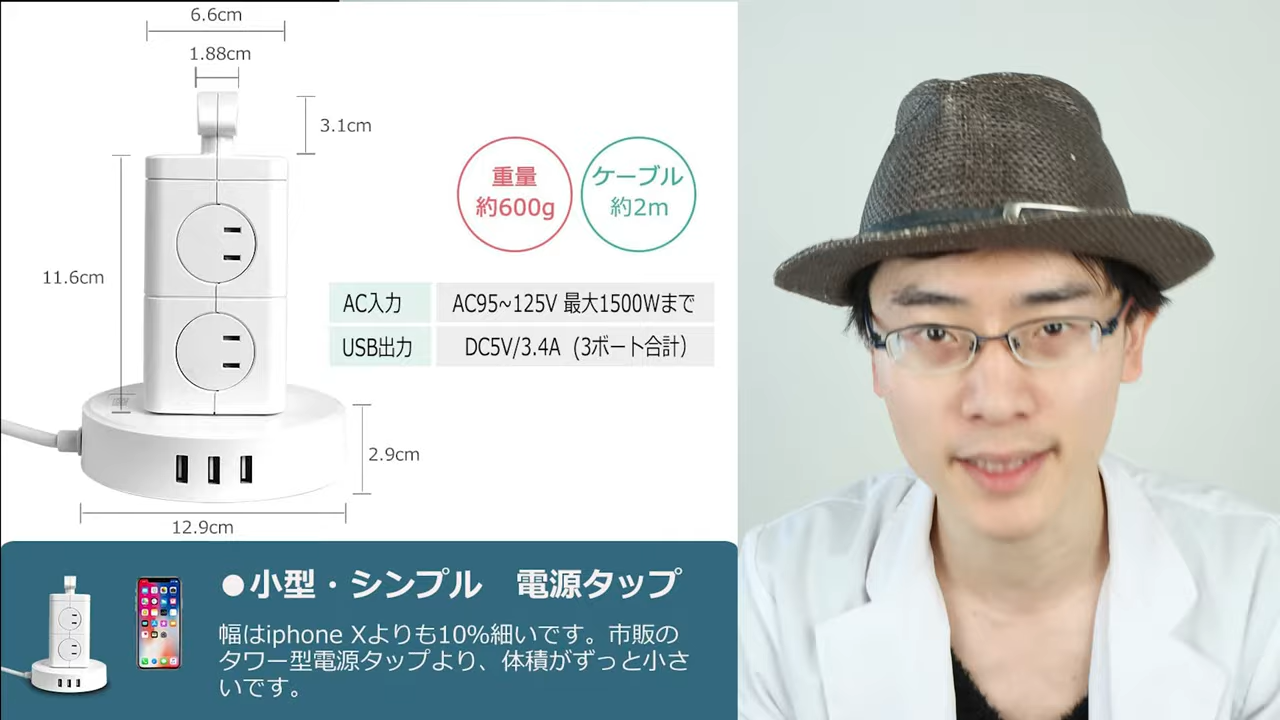 6.6cm
1.88cm
3.1cm
11.6cm
重量
約600g
ケーブル
約2m
AC入力 AC95~125V 最大1500Wまで
USB出力 DC5V/3.4A (3ポート合計)
2.9cm
12.9cm
●小型・シンプル 電源タップ
幅はiphone Xよりも10%細いです。市販の
タワー型電源タップより、体積がずっと小さ
いです。